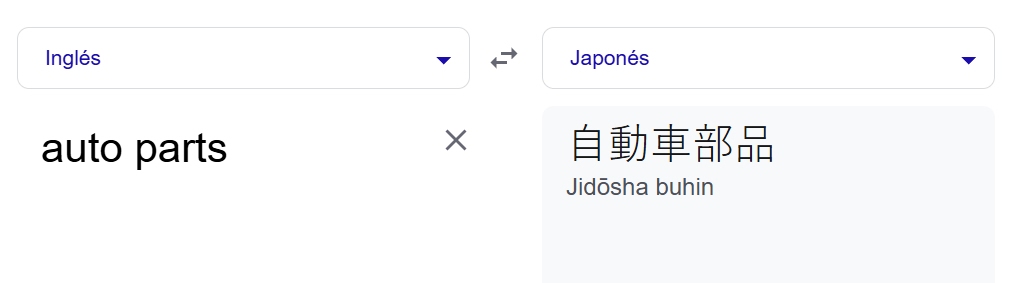 Inglés
Japonés
auto parts
自動車部品
Jidōsha buhin